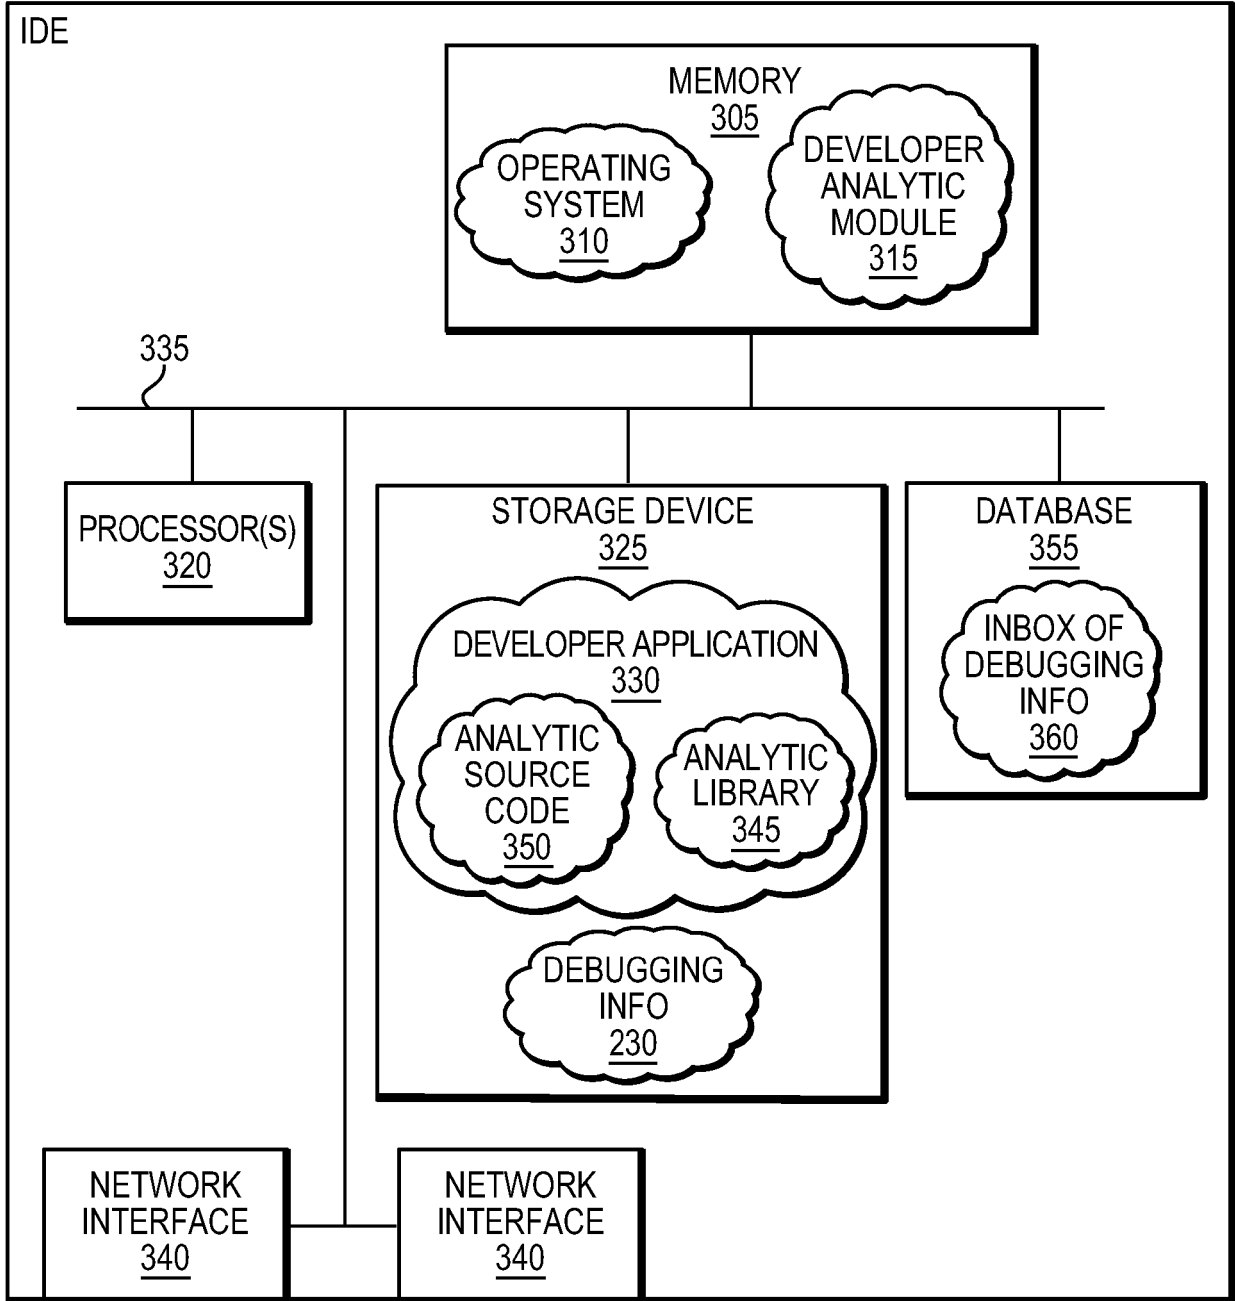 IDE
MEMORY
305
OPERATING
SYSTEM
310
DEVELOPER
ANALYTIC
MODULE
315
335
PROCESSOR(S)
320
STORAGE DEVICE
325
DEVELOPER APPLICATION
330
ANALYTIC
SOURCE
CODE
350
ANALYTIC
LIBRARY
345
DEBUGGING
INFO
230
DATABASE
355
INBOX OF
DEBUGGING
INFO
360
NETWORK
INTERFACE
340
NETWORK
INTERFACE
340